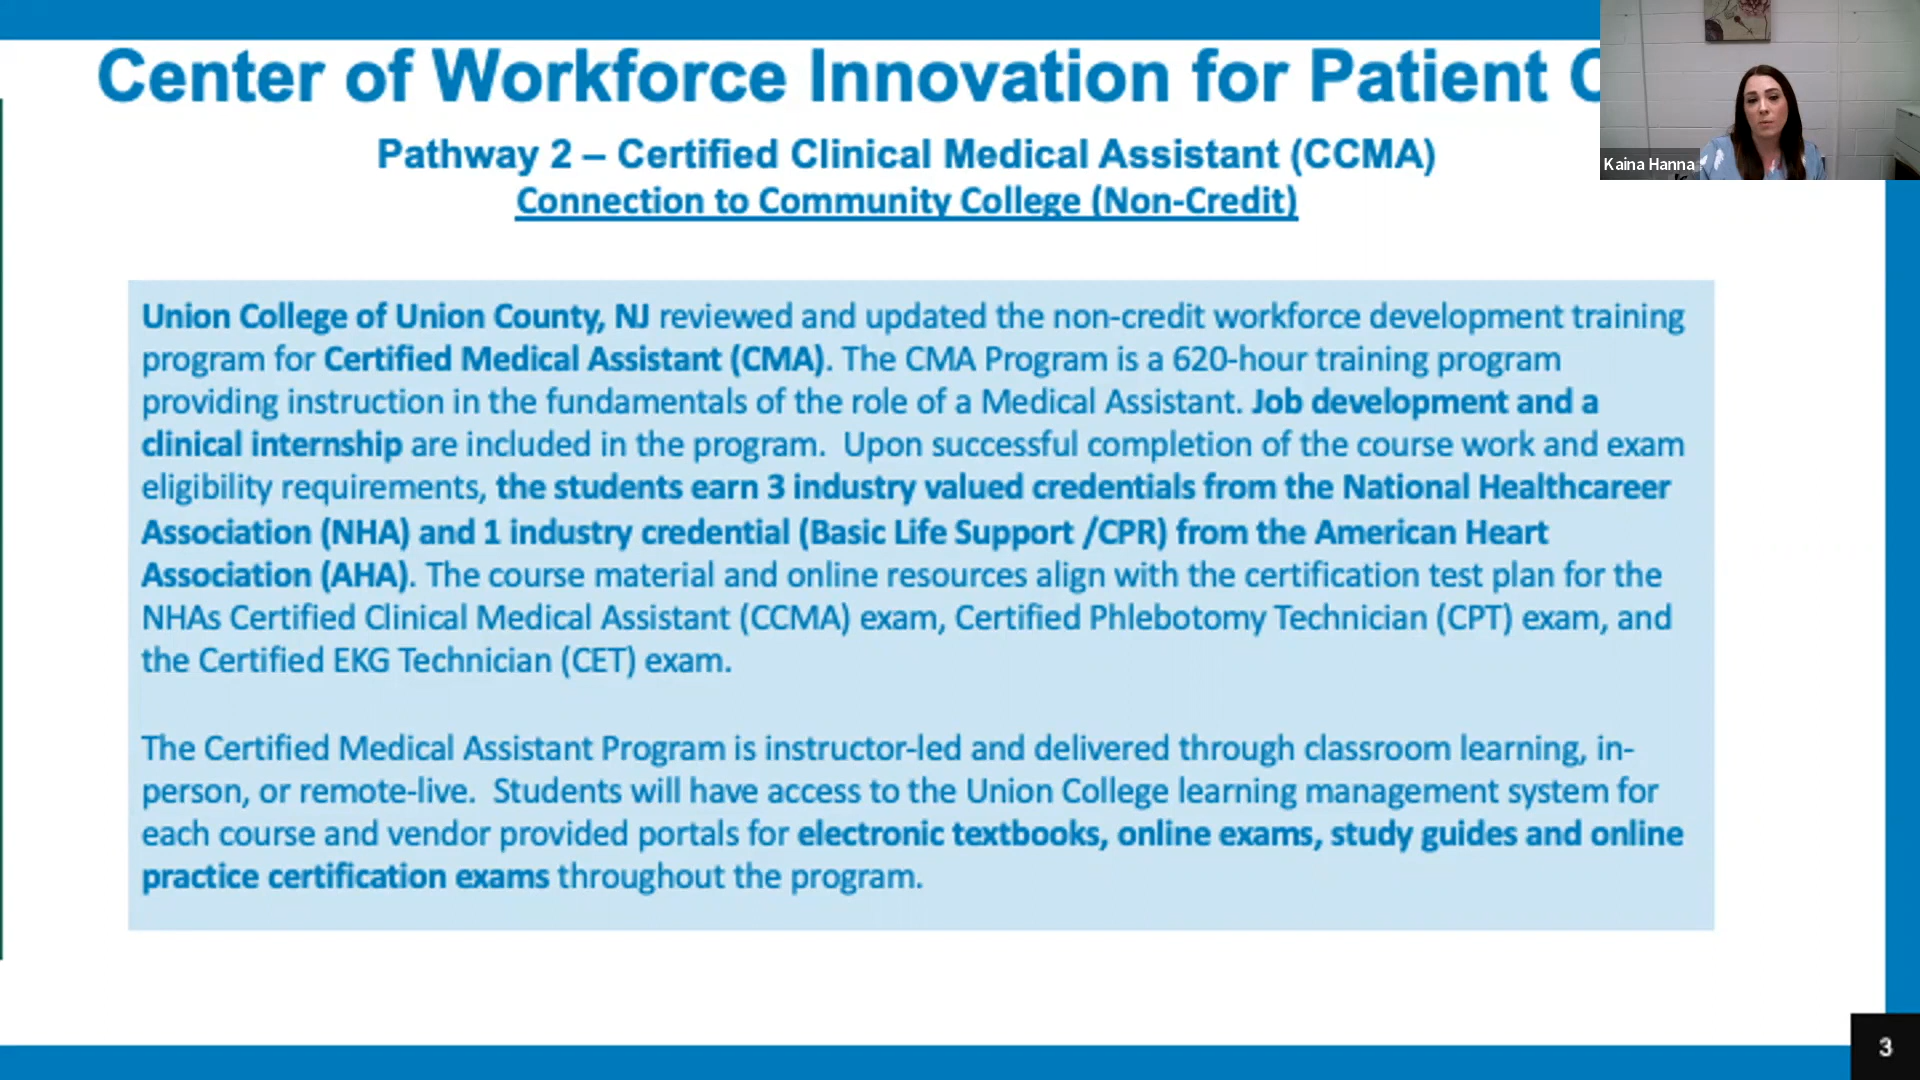 Center of Workforce Innovation for Patient
Kaina Hanna
Pathway 2 – Certified Clinical Medical Assistant (CCMA)
Connection to Community College (Non-Credit)
Union College of Union County, NJ reviewed and updated the non-credit workforce development training
program for Certified Medical Assistant (CMA). The CMA Program is a 620-hour training program
providing instruction in the fundamentals of the role of a Medical Assistant. Job development and a
clinical internship are included in the program.  Upon successful completion of the course work and exam
eligibility requirements, the students earn 3 industry valued credentials from the National Healthcareer
Association (NHA) and 1 industry credential (Basic Life Support /CPR) from the American Heart
Association (AHA). The course material and online resources align with the certification test plan for the
NHAs Certified Clinical Medical Assistant (CCMA) exam, Certified Phlebotomy Technician (CPT) exam, and
the Certified EKG Technician (CET) exam.
The Certified Medical Assistant Program is instructor-led and delivered through classroom learning, in-
person, or remote-live.  Students will have access to the Union College learning management system for
each course and vendor provided portals for electronic textbooks, online exams, study guides and online
practice certification exams throughout the program.
3